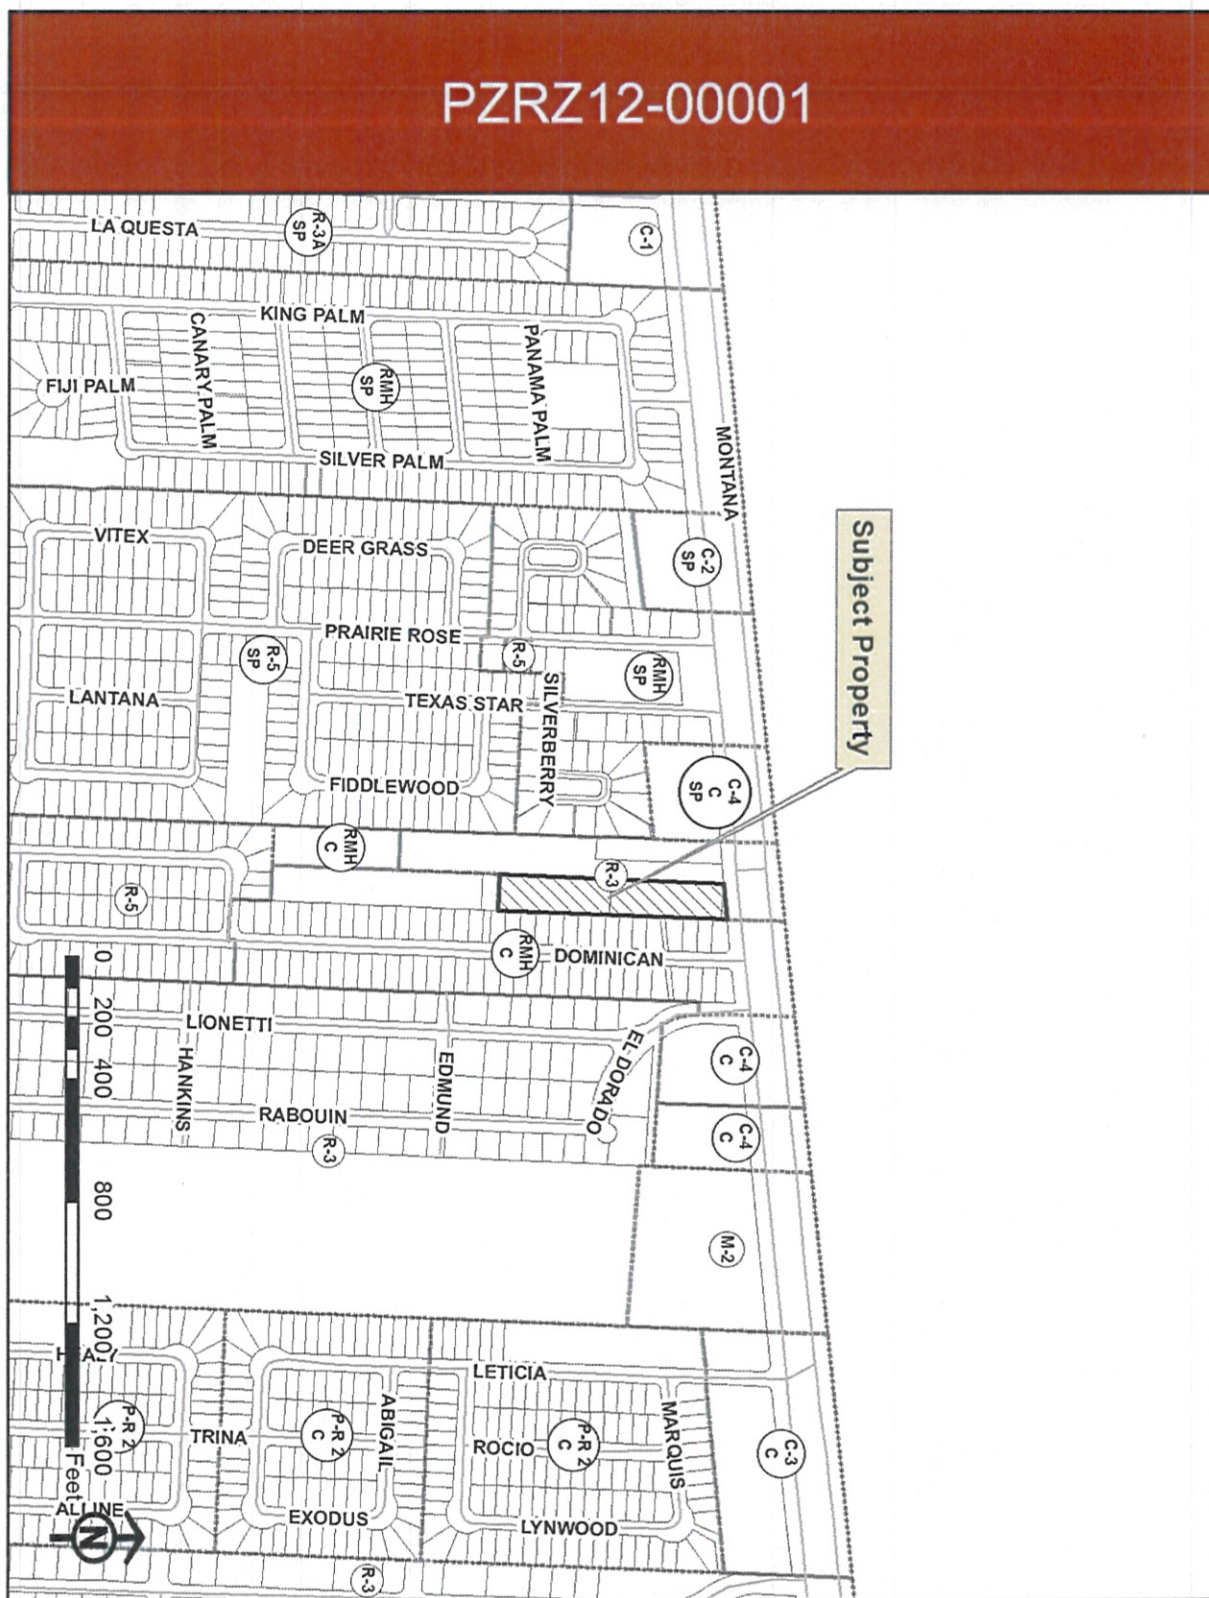 PZRZ12-00001
LA QUESTA
R-3A
SP
C-1
KING PALM
CANARY PALM
PANAMA PALM
FIJI PALM
RMH
SP
SILVER PALM
MONTANA
VITEX
DEER GRASS
C-2
SP
Subject Property
PRAIRIE ROSE
R-5
SP
R-5
RMH
SP
LANTANA
TEXAS STAR
SILVERBERRY
FIDDLEWOOD
C-4
C
SP
RMH
C
R-3
R-5
RMH
C
DOMINICAN
LIONETTI
HANKINS
EDMUND
EL DORADO
C-4
C
RABOUIN
R-3
C-4
C
M-2
0
200
400
800
1,200
1,600
Feet
LETICIA
ABIGAIL
MARQUIS
P-R 2
TRINA
P-R 2
C
ROCIO
P-R 2
C
C-3
C
EXODUS
LYNWOOD
N
R-3